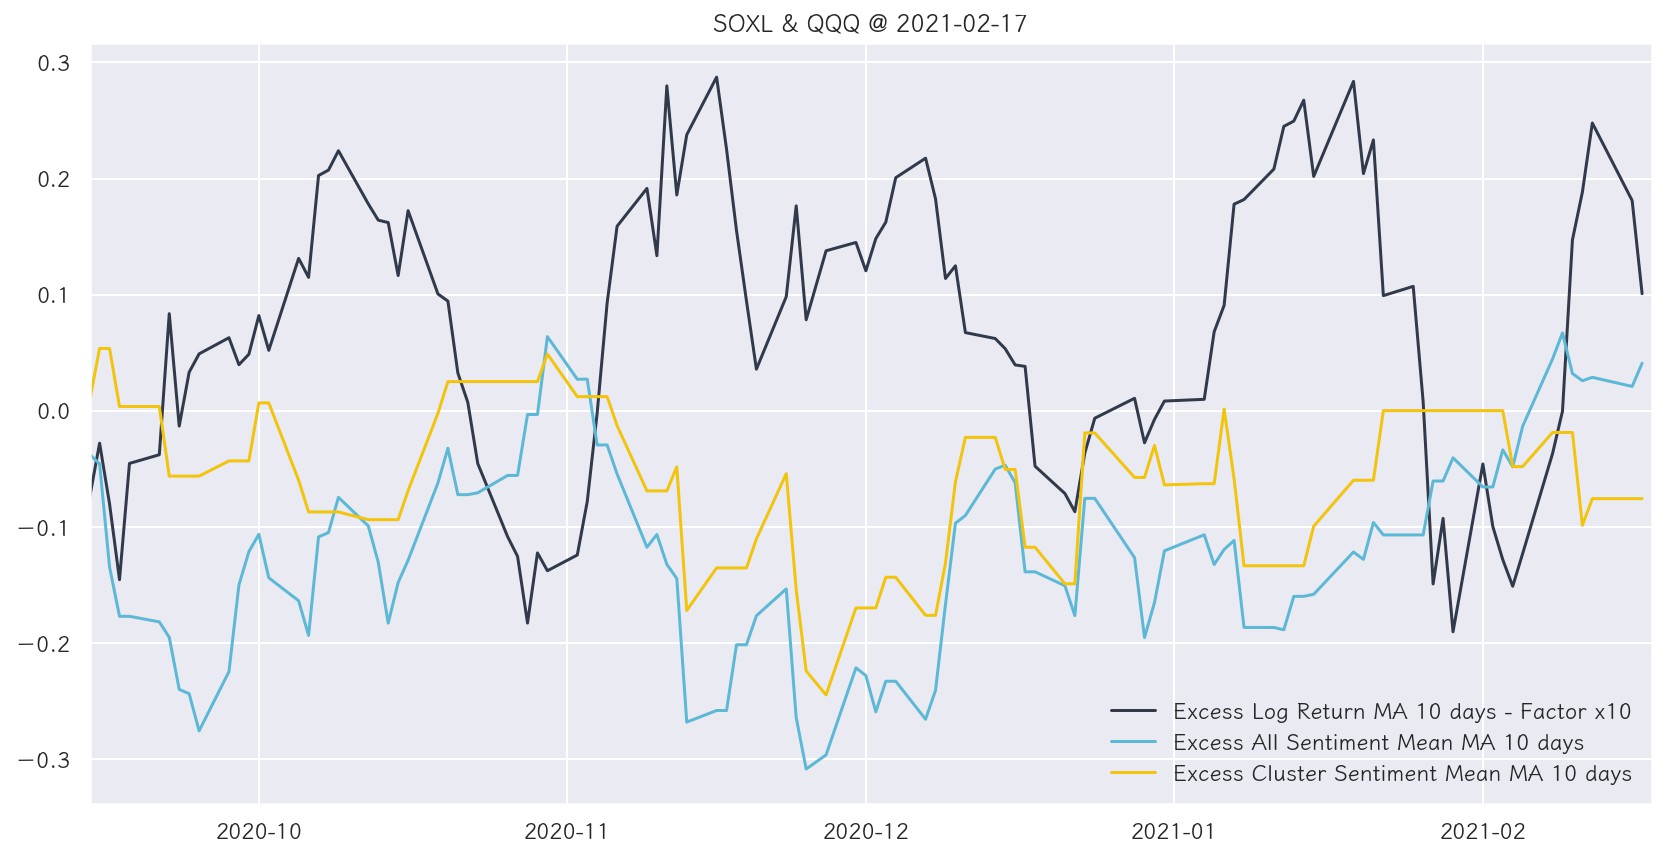 SOXL & QQQ @ 2021-02-17
0.3
0.2
0.1
0.0
−0.1
−0.2
−0.3
Excess Log Return MA 10 days - Factor x10
Excess All Sentiment Mean MA 10 days
Excess Cluster Sentiment Mean MA 10 days
2020-10 2020-11 2020-12 2021-01 2021-02